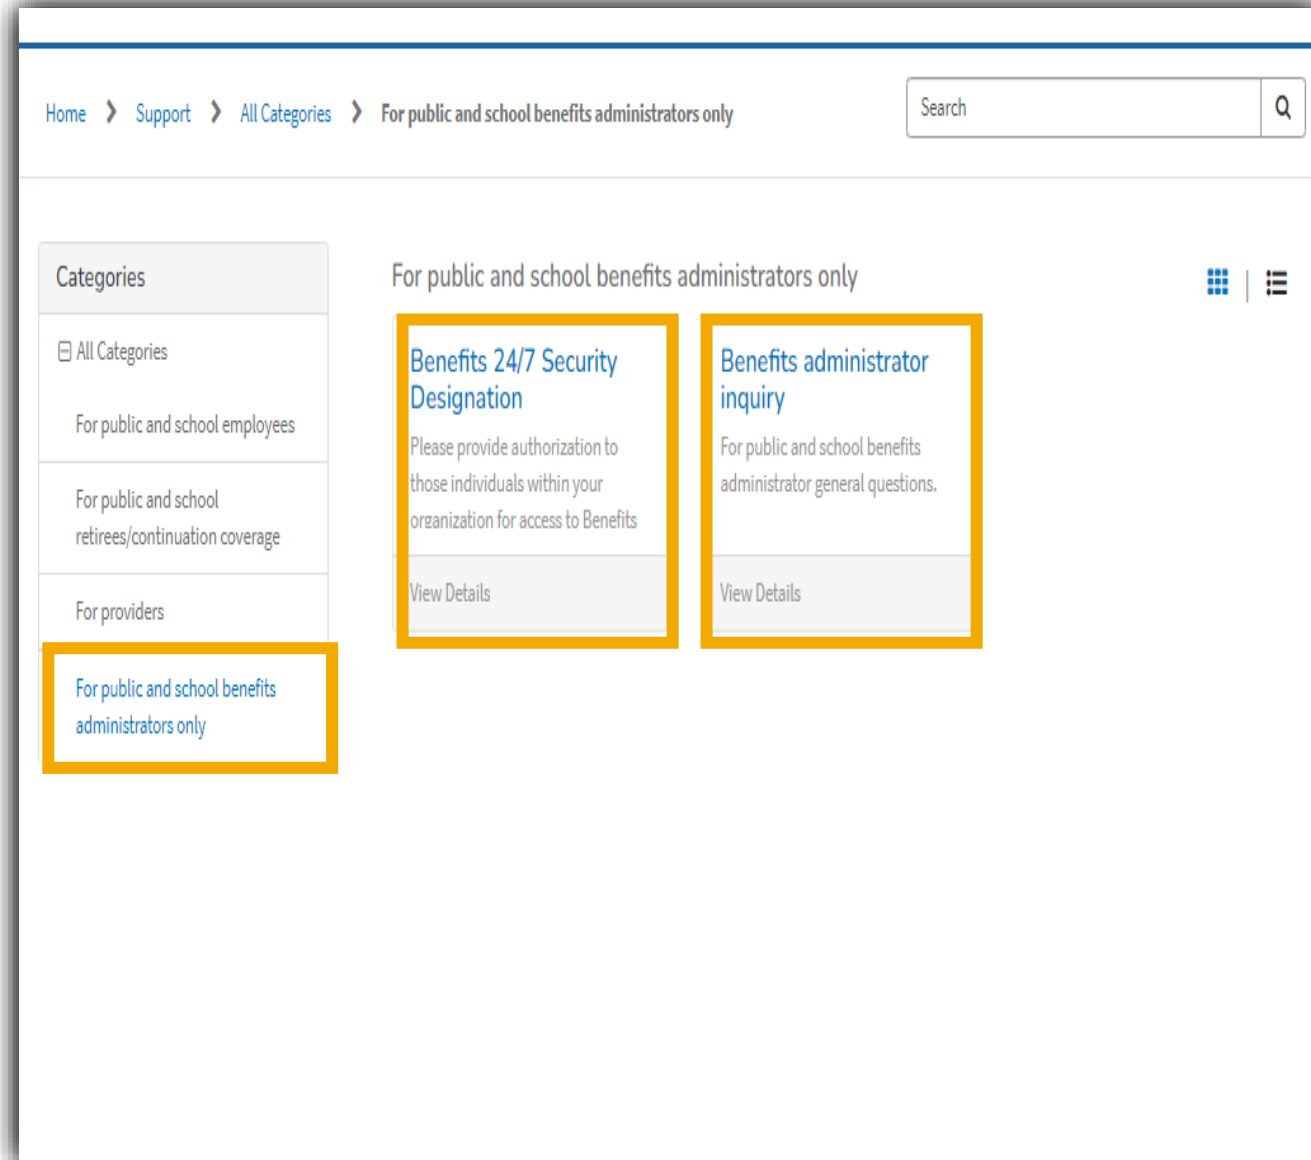 Home > Support > All Categories > For public and school benefits administrators only
Search
Categories
All Categories
For public and school employees
For public and school
retirees/continuation coverage
For providers
For public and school benefits
administrators only
For public and school benefits administrators only
Benefits 24/7 Security
Designation
Please provide authorization to
those individuals within your
organization for access to Benefits
View Details
Benefits administrator
inquiry
For public and school benefits
administrator general questions.
View Details